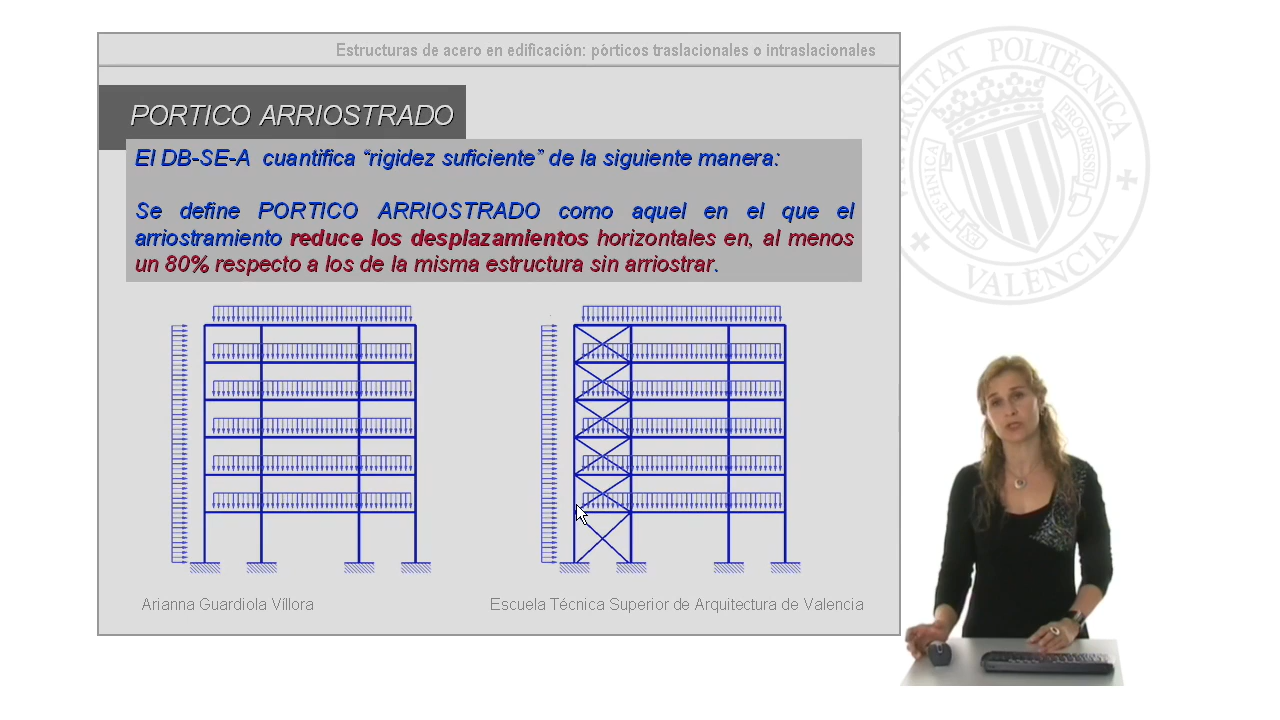 Estructuras de acero en edificación: pórticos traslacionales o intraslacionales
PORTICO ARRIOSTRADO
El DB-SE-A cuantifica “rigidez suficiente” de la siguiente manera:
Se define PORTICO ARRIOSTRADO como aquel en el que el
arriostramiento reduce los desplazamientos horizontales en, al menos
un 80% respecto a los de la misma estructura sin arriostrar.
Arianna Guardiola Víllora
Escuela Técnica Superior de Arquitectura de Valencia
POLITÈCNICA
VALÈNCIA